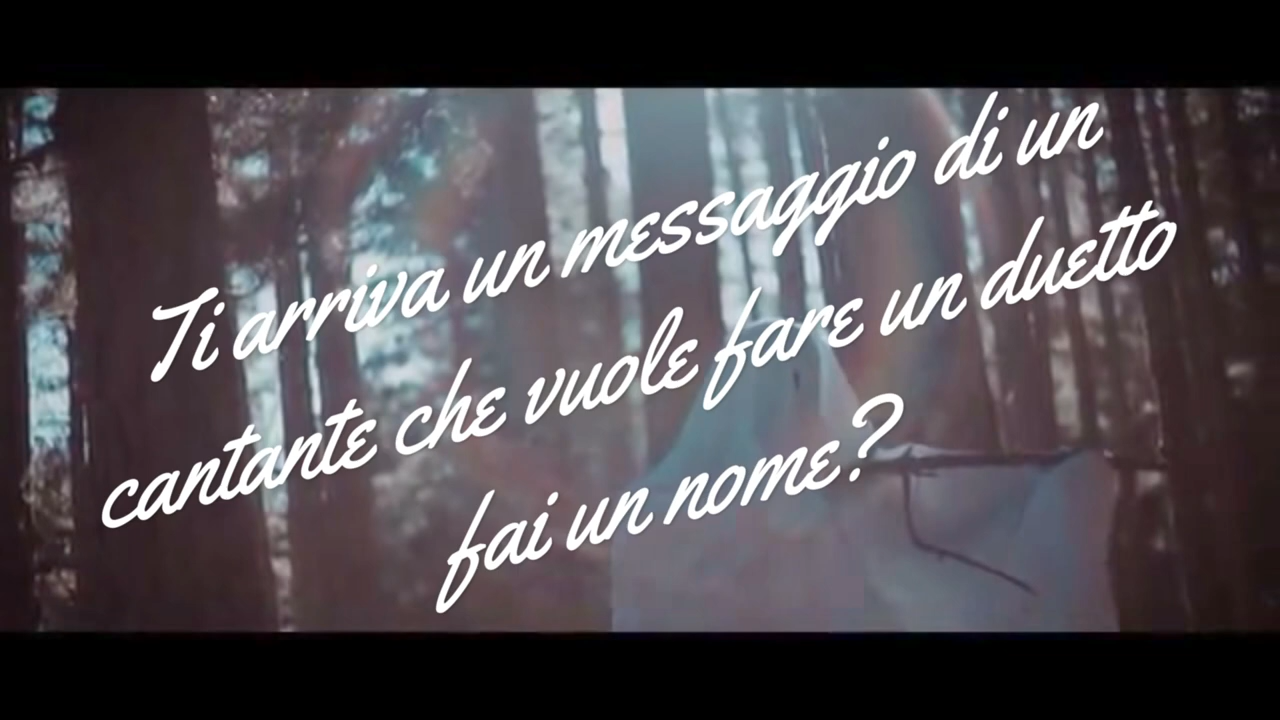 Ti arriva un messaggio di un
cantante che vuole fare un duetto
fai un nome?